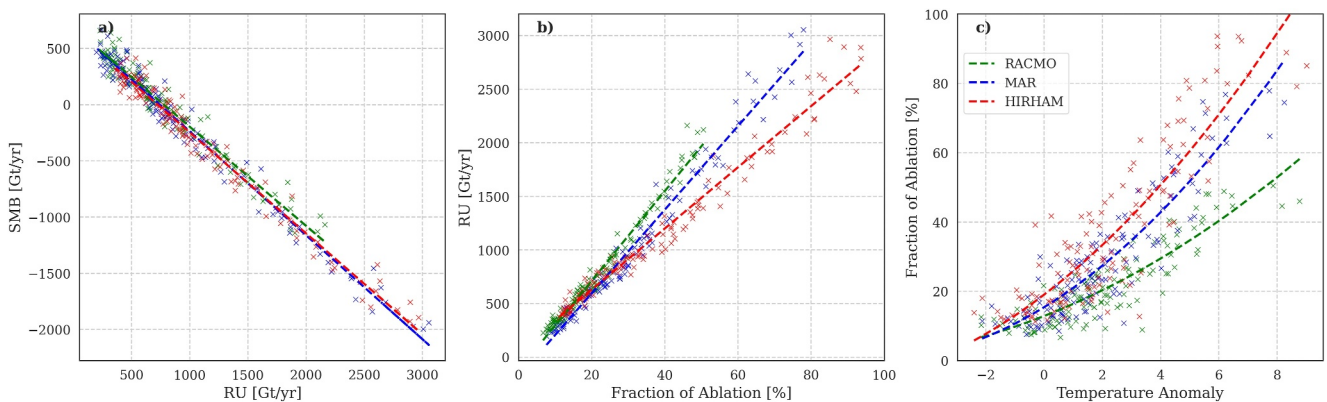 a)
500
0
−500
−1000
−1500
−2000
SMB [Gt/yr]
500 1000 1500 2000 2500 3000
RU [Gt/yr]
b)
3000
2500
2000
1500
1000
500
0
RU [Gt/yr]
0 20 40 60 80 100
Fraction of Ablation [%]
c)
RACMO
MAR
HIRHAM
100
80
60
40
20
0
Fraction of Ablation [%]
−2 0 2 4 6 8
Temperature Anomaly